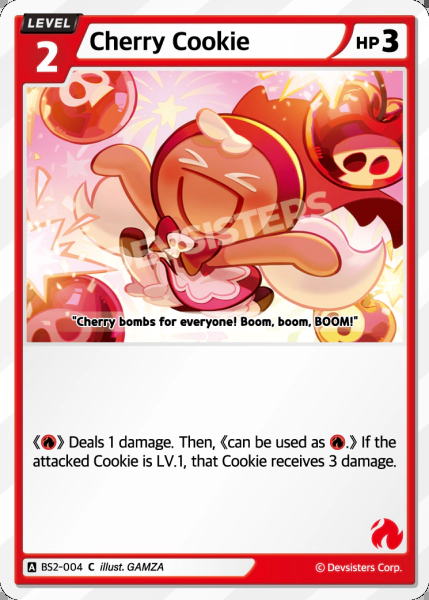 LEVEL
2
Cherry Cookie
HP 3
DEVSISTERS
"Cherry bombs for everyone! Boom, boom, BOOM!"
《》 Deals 1 damage. Then, 《can be used as .》 If the
attacked Cookie is LV.1, that Cookie receives 3 damage.
A BS2-004 C illust. GAMZA
© Devsisters Corp.